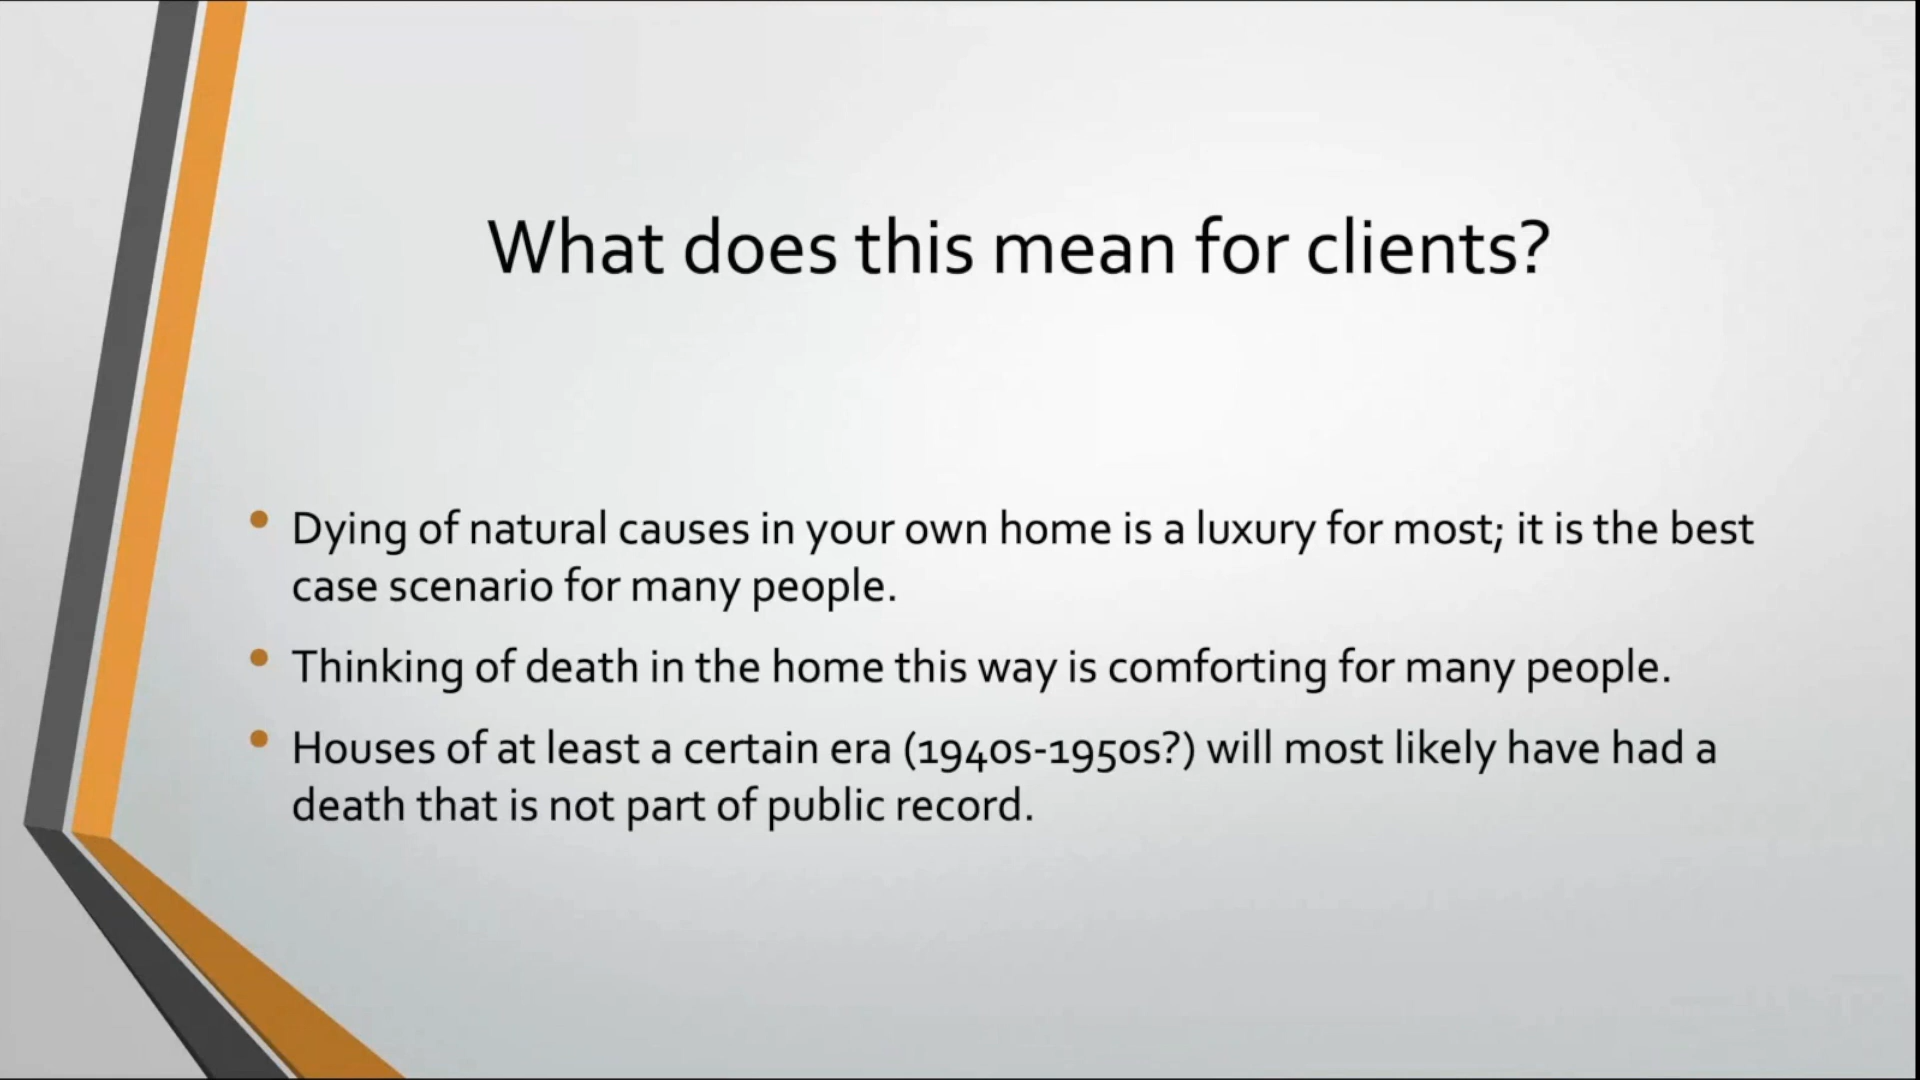 What does this mean for clients?
• Dying of natural causes in your own home is a luxury for most; it is the best
case scenario for many people.
• Thinking of death in the home this way is comforting for many people.
• Houses of at least a certain era (1940s-1950s?) will most likely have had a
death that is not part of public record.